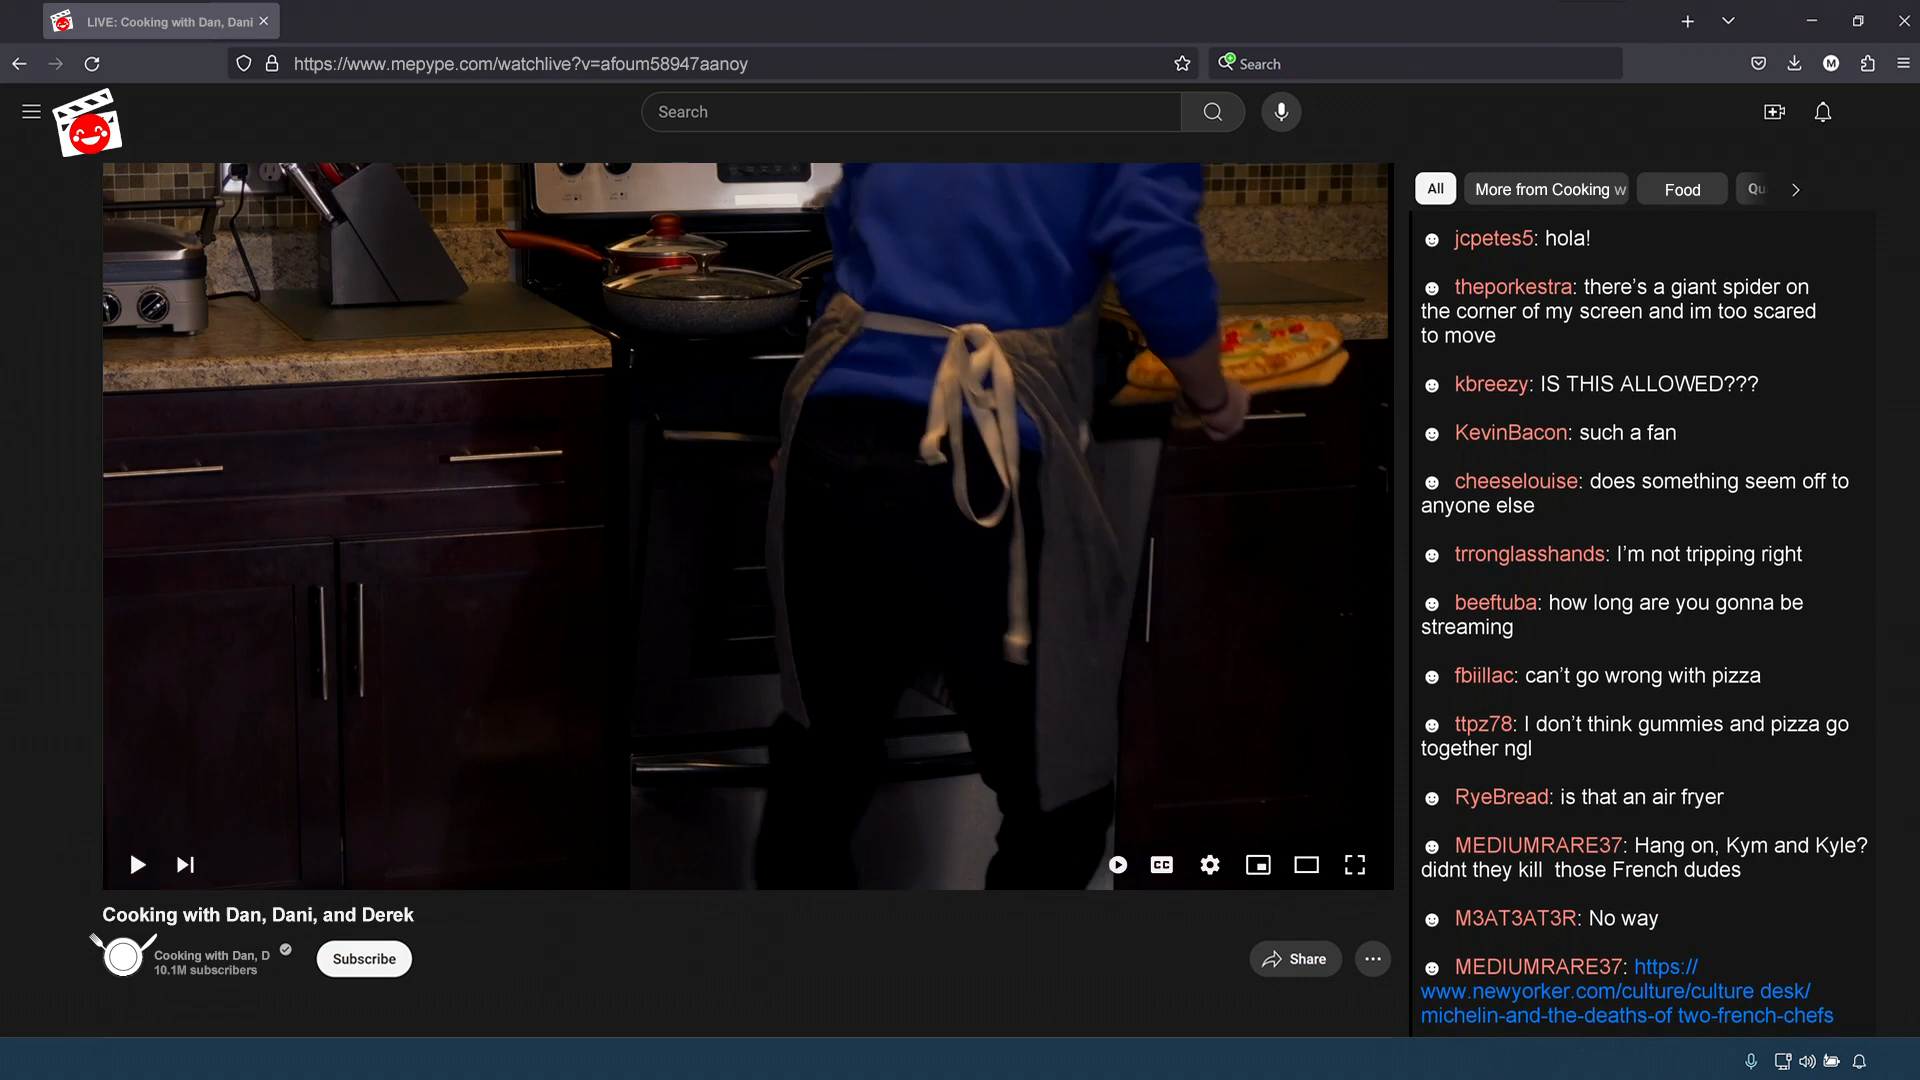 LIVE: Cooking with Dan, Dani
https://www.mepype.com/watchlive?v=afoum58947aanoy
Search
Search
All
More from Cooking w
Food
Qu
jcpetes5: hola!
theporkestra: there's a giant spider on
the corner of my screen and im too scared
to move
kbreezy: IS THIS ALLOWED???
KevinBacon: such a fan
cheeselouise: does something seem off to
anyone else
trronglasshands: I'm not tripping right
beeftuba: how long are you gonna be
streaming
fbiillac: can't go wrong with pizza
ttpz78: I don't think gummies and pizza go
together ngl
RyeBread: is that an air fryer
MEDIUMRARE37: Hang on, Kym and Kyle?
didnt they kill  those French dudes
M3AT3AT3R: No way
MEDIUMRARE37: https://
www.newyorker.com/culture/culture desk/
michelin-and-the-deaths-of two-french-chefs
CC
Cooking with Dan, Dani, and Derek
Cooking with Dan, D
10.1M subscribers
Subscribe
Share
M